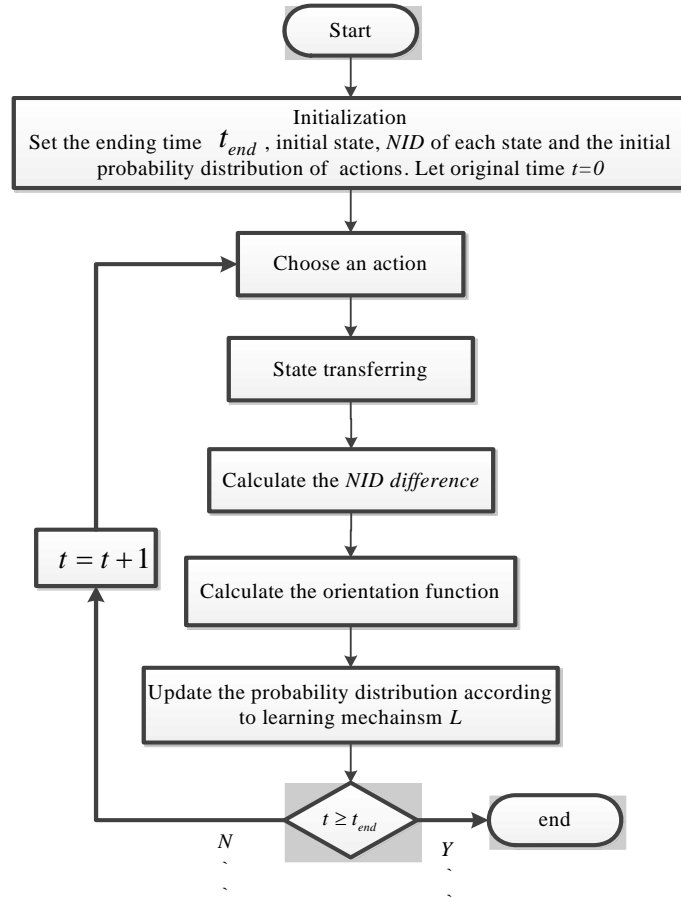 Start
Initialization
Set the ending time t_end , initial state, NID of each state and the initial
probability distribution of actions. Let original time t=0
Choose an action
State transferring
Calculate the NID difference
t = t + 1
Calculate the orientation function
Update the probability distribution according
to learning mechainsm L
t ≥ t_end
end
N
Y